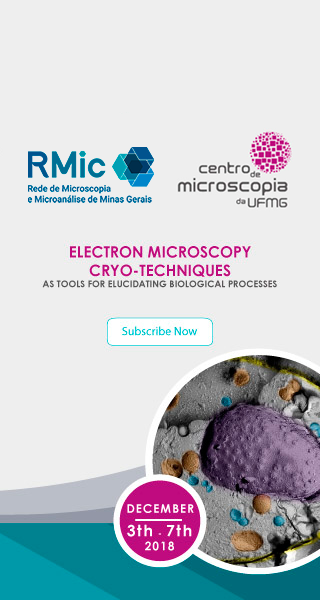 RMic
Rede de Microscopia
e Microanálise de Minas Gerais
centro
de
microscopia
da UFMG
ELECTRON MICROSCOPY
CRYO-TECHNIQUES
AS TOOLS FOR ELUCIDATING BIOLOGICAL PROCESSES
Subscribe Now
DECEMBER
3th - 7th
2018